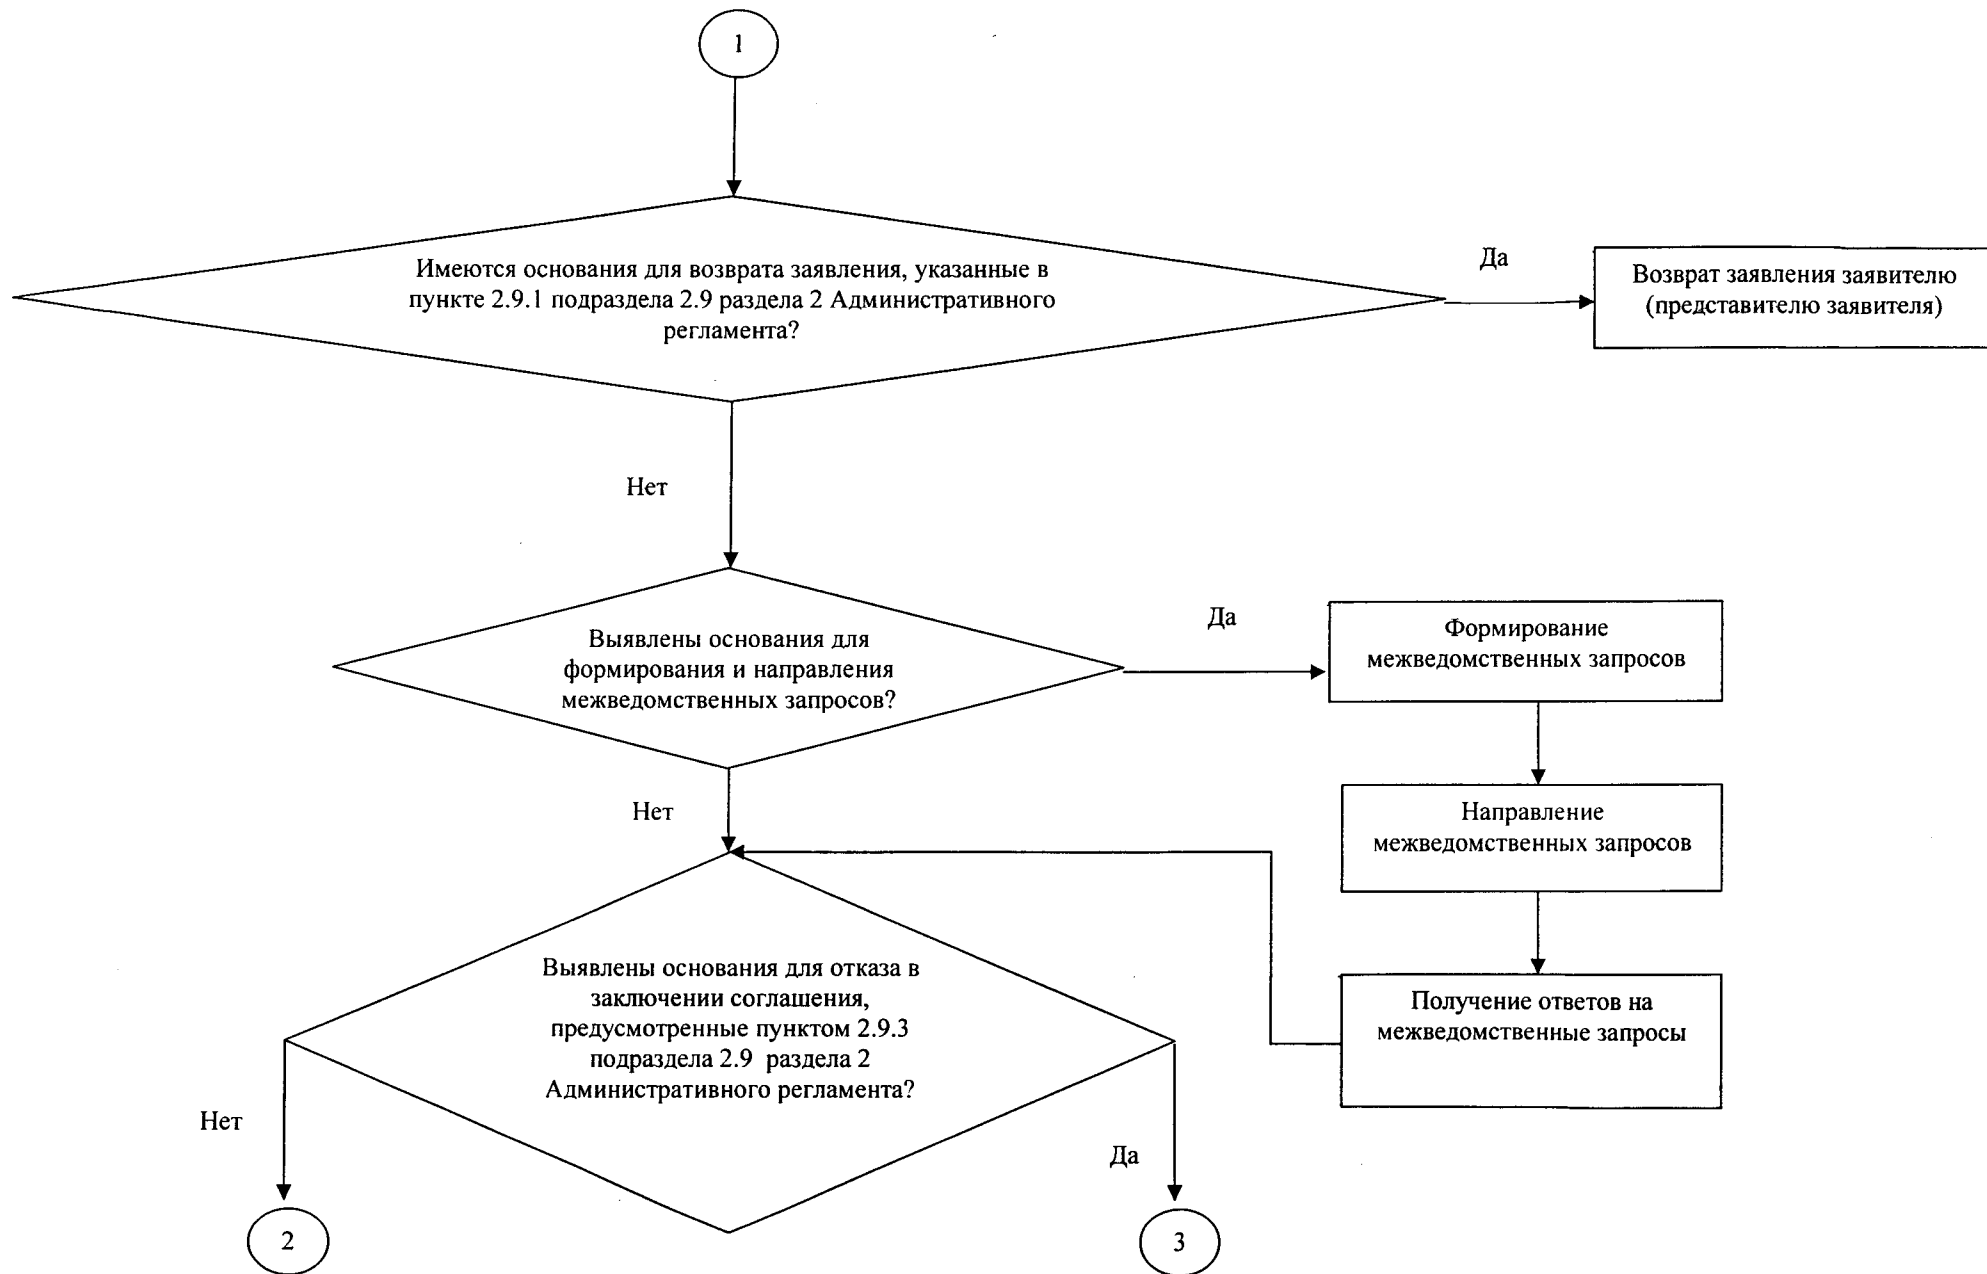 1
Имеются основания для возврата заявления, указанные в
пункте 2.9.1 подраздела 2.9 раздела 2 Административного
регламента?
Да
Возврат заявления заявителю
(представителю заявителя)
Нет
Выявлены основания для
формирования и направления
межведомственных запросов?
Да
Формирование
межведомственных запросов
Нет
Направление
межведомственных запросов
Выявлены основания для отказа в
заключении соглашения,
предусмотренные пунктом 2.9.3
подраздела 2.9 раздела 2
Административного регламента?
Получение ответов на
межведомственные запросы
Нет
Да
2
3